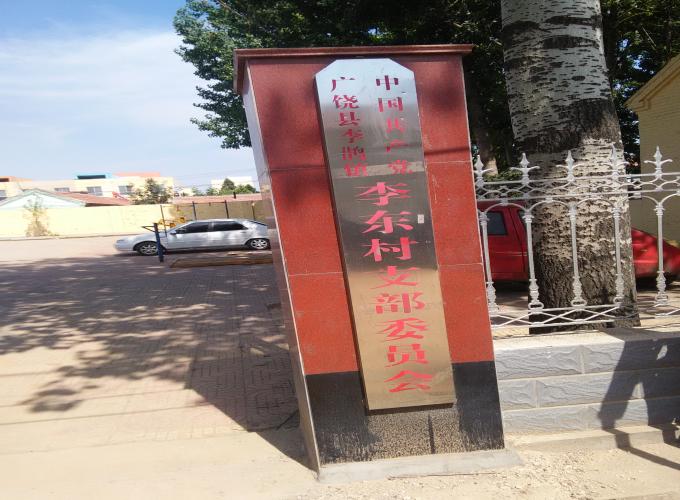 中国共产党
广饶县李鹊镇
李东村支部委员会